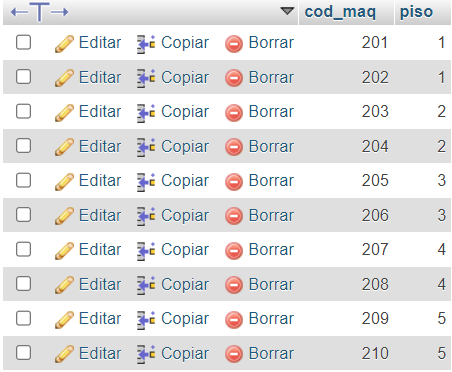 cod_maq piso
Editar Copiar Borrar 201 1
Editar Copiar Borrar 202 1
Editar Copiar Borrar 203 2
Editar Copiar Borrar 204 2
Editar Copiar Borrar 205 3
Editar Copiar Borrar 206 3
Editar Copiar Borrar 207 4
Editar Copiar Borrar 208 4
Editar Copiar Borrar 209 5
Editar Copiar Borrar 210 5